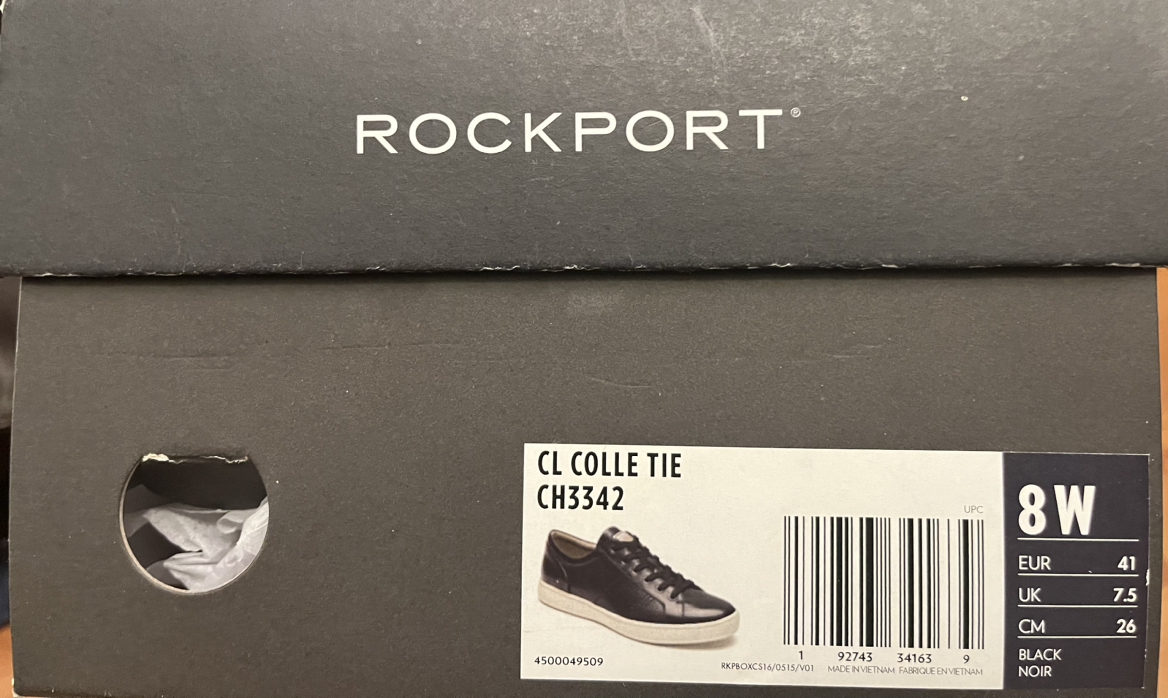 ROCKPORT®
CL COLLE TIE
CH3342
UPC
1 92743 34163 9
4500049509
RKPBOXCS16/0515/V01 MADE IN VIETNAM FABRIQUE EN VIETNAM
8 W
EUR 41
UK 7.5
CM 26
BLACK
NOIR